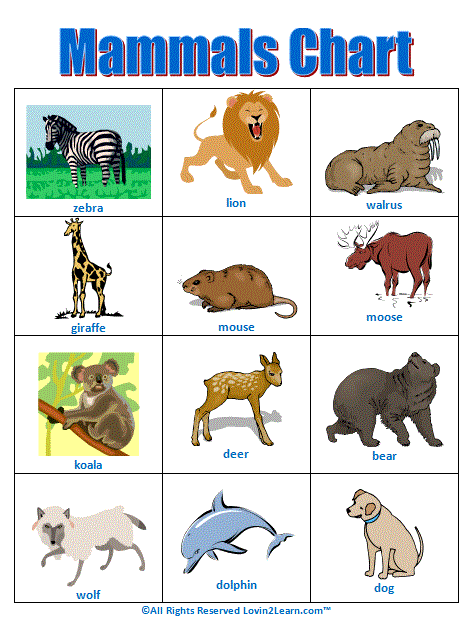 Mammals Chart
zebra
lion
walrus
giraffe
mouse
moose
koala
deer
bear
wolf
dolphin
dog
©All Rights Reserved Lovin2Learn.com™